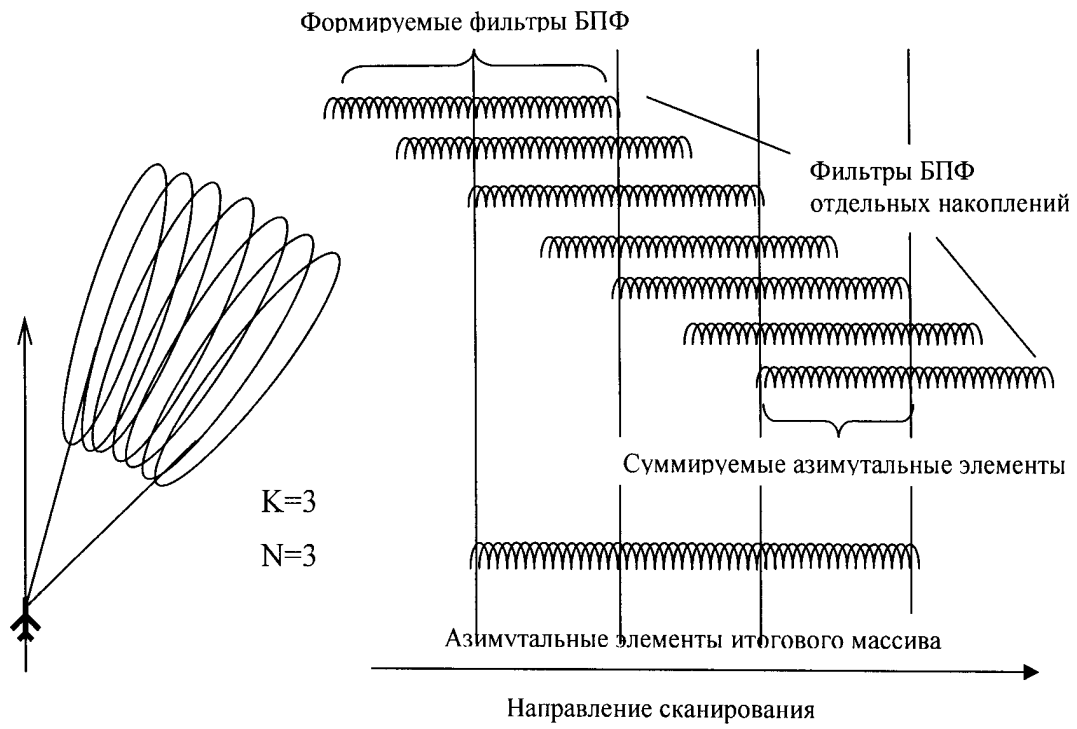 Формируемые фильтры БПФ
Фильтры БПФ
отдельных накоплений
Суммируемые азимутальные элементы
K=3
N=3
Азимутальные элементы итогового массива
Направление сканирования